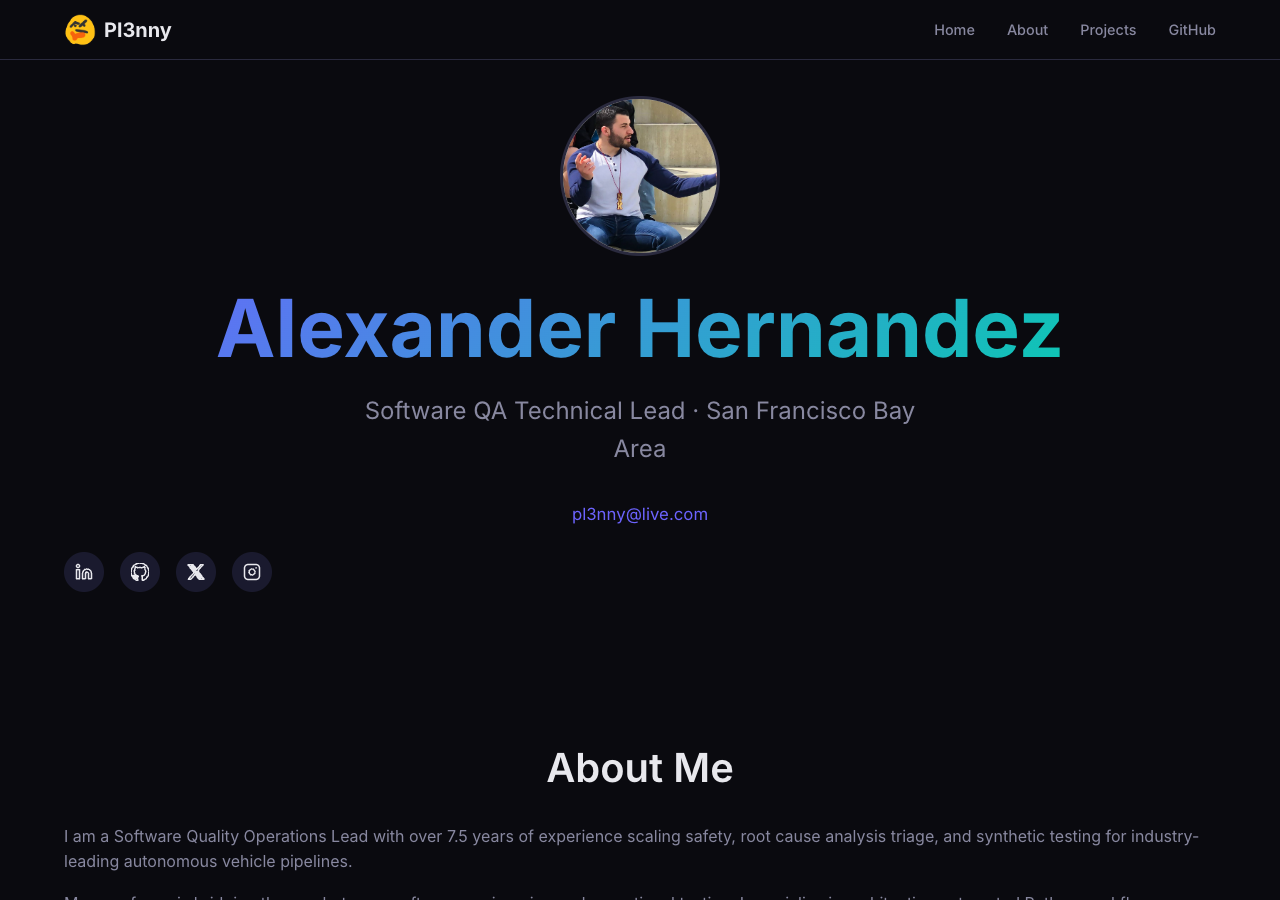 Pl3nny
Home About Projects GitHub
Alexander Hernandez
Software QA Technical Lead · San Francisco Bay
Area
pl3nny@live.com
About Me
I am a Software Quality Operations Lead with over 7.5 years of experience scaling safety, root cause analysis triage, and synthetic testing for industry-
leading autonomous vehicle pipelines.